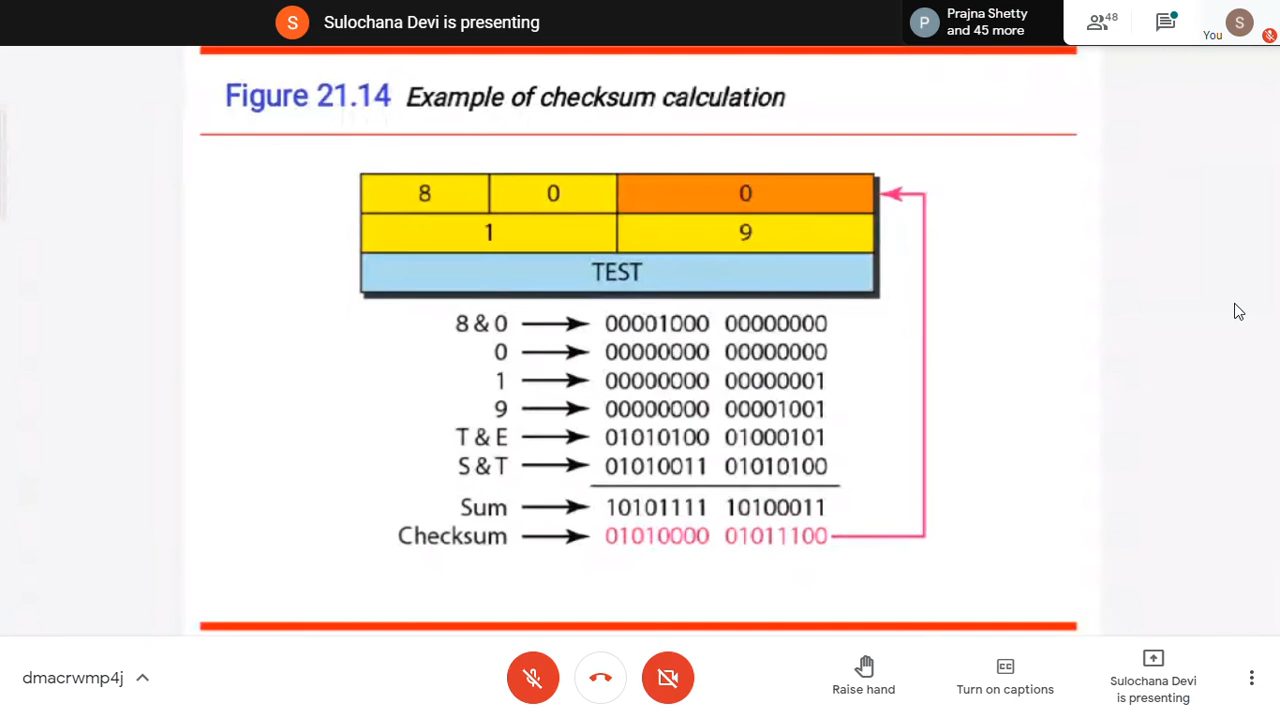 S Sulochana Devi is presenting
P Prajna Shetty
and 45 more
48
You S
Figure 21.14 Example of checksum calculation
8 0 0
1 9
TEST
8 & 0 00001000 00000000
0 00000000 00000000
1 00000000 00000001
9 00000000 00001001
T & E 01010100 01000101
S & T 01010011 01010100
Sum 10101111 10100011
Checksum 01010000 01011100
dmacrwmp4j
Raise hand
CC
Turn on captions
Sulochana Devi
is presenting